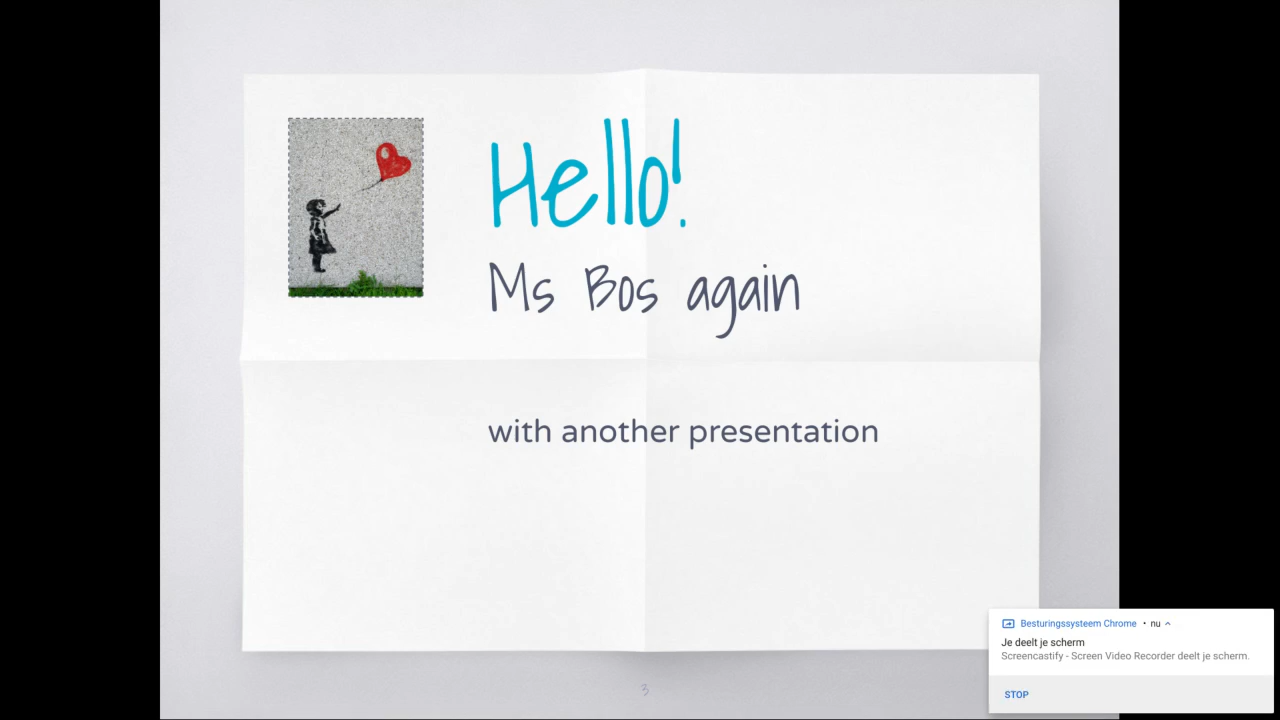 Hello!
Ms Bos again
with another presentation
3
Besturingssysteem Chrome • nu
Je deelt je scherm
Screencastify - Screen Video Recorder deelt je scherm.
STOP